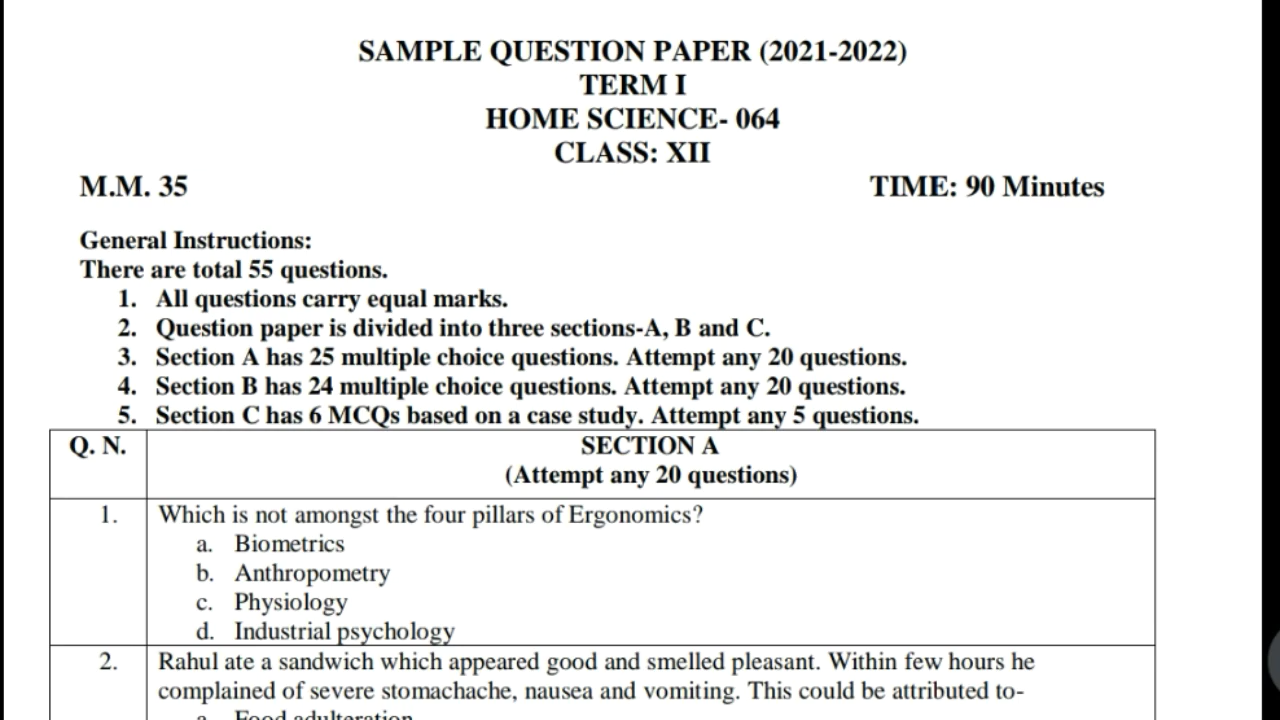 SAMPLE QUESTION PAPER (2021-2022)
TERM I
HOME SCIENCE- 064
CLASS: XII
M.M. 35 TIME: 90 Minutes
General Instructions:
There are total 55 questions.
1. All questions carry equal marks.
2. Question paper is divided into three sections-A, B and C.
3. Section A has 25 multiple choice questions. Attempt any 20 questions.
4. Section B has 24 multiple choice questions. Attempt any 20 questions.
5. Section C has 6 MCQs based on a case study. Attempt any 5 questions.
Q. N. SECTION A
(Attempt any 20 questions)
1. Which is not amongst the four pillars of Ergonomics?
a. Biometrics
b. Anthropometry
c. Physiology
d. Industrial psychology
2. Rahul ate a sandwich which appeared good and smelled pleasant. Within few hours he
complained of severe stomachache, nausea and vomiting. This could be attributed to-
a. Food adulteration